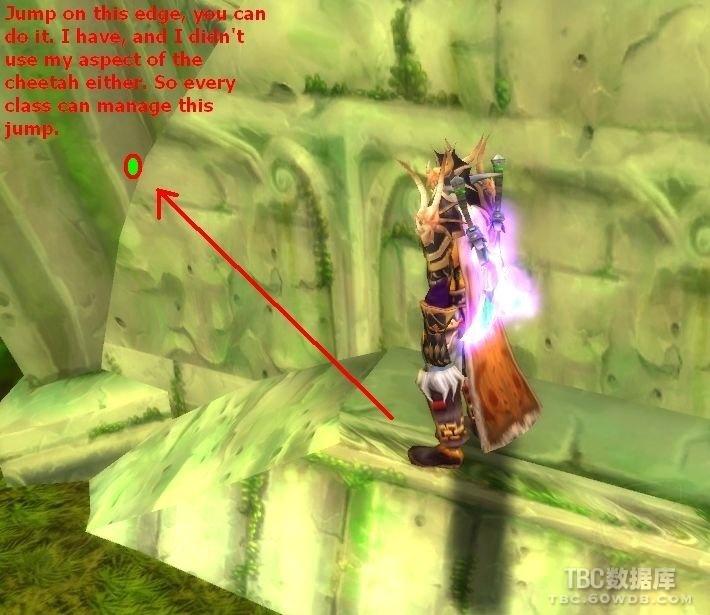 Jump on this edge, you can
do it. I have, and I didn't
use my aspect of the
cheetah either. So every
class can manage this
jump.
TBC数据库
TBC.60WDB.COM